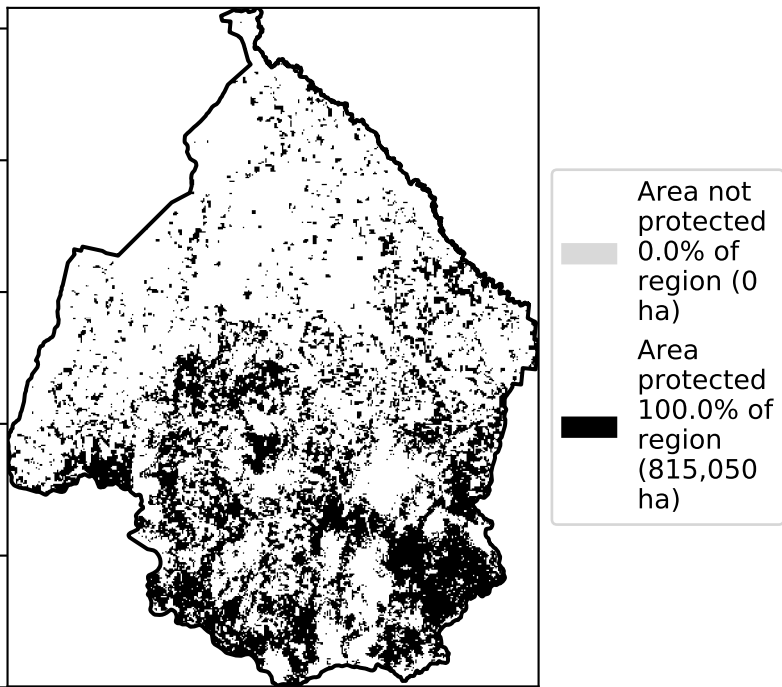 Area not
protected
0.0% of
region (0
ha)
Area
protected
100.0% of
region
(815,050
ha)